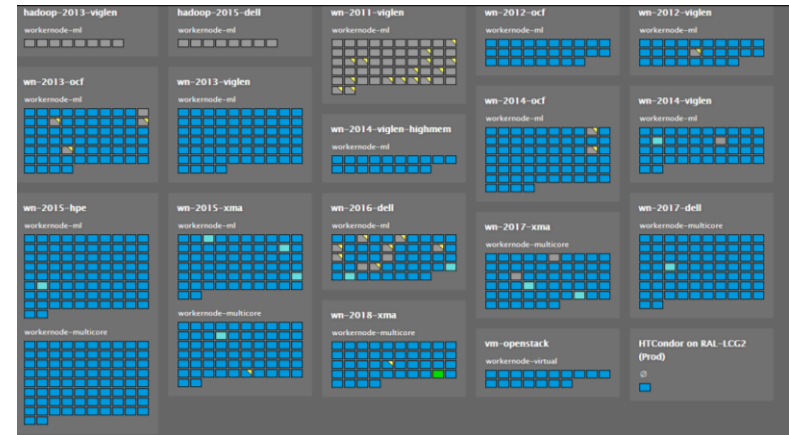 hadoop-2013-viglen
workernode-ml
hadoop-2015-dell
workernode-ml
wn-2011-viglen
workernode-ml
wn-2012-ocf
workernode-ml
wn-2012-viglen
workernode-ml
wn-2013-ocf
workernode-ml
wn-2013-viglen
workernode-ml
wn-2014-viglen-highmem
workernode-ml
wn-2014-ocf
workernode-ml
wn-2014-viglen
workernode-ml
wn-2015-hpe
workernode-ml
workernode-multicore
wn-2015-xma
workernode-ml
workernode-multicore
wn-2016-dell
workernode-ml
wn-2018-xma
workernode-multicore
wn-2017-xma
workernode-multicore
wn-2017-dell
workernode-multicore
vm-openstack
workernode-virtual
HTCondor on RAL-LCG2
(Prod)
∅